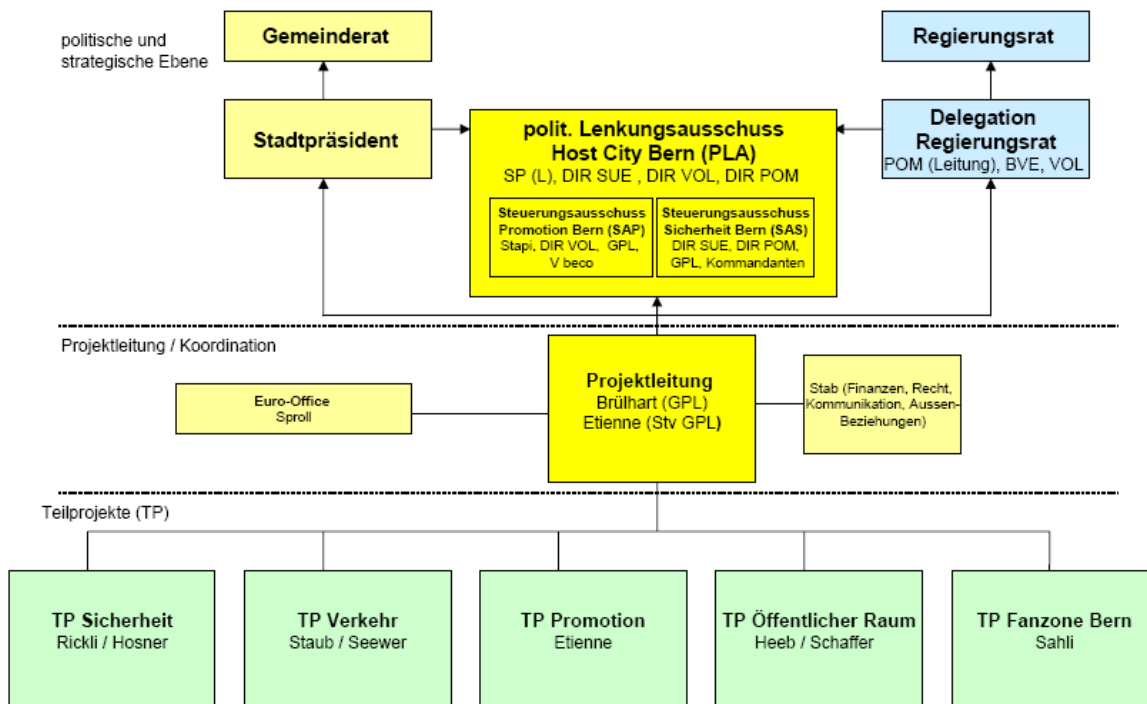 politische und
strategische Ebene
Gemeinderat
Regierungsrat
Stadtpräsident
polit. Lenkungsausschuss
Host City Bern (PLA)
SP (L), DIR SUE , DIR VOL, DIR POM
Delegation
Regierungsrat
POM (Leitung), BVE, VOL
Steuerungsausschuss
Promotion Bern (SAP)
Stapi, DIR VOL, GPL,
V beco
Steuerungsausschuss
Sicherheit Bern (SAS)
DIR SUE, DIR POM,
GPL, Kommandanten
Projektleitung / Koordination
Euro-Office
Sproll
Projektleitung
Brülhart (GPL)
Etienne (Stv GPL)
Stab (Finanzen, Recht,
Kommunikation, Aussen-
Beziehungen)
Teilprojekte (TP)
TP Sicherheit
Rickli / Hosner
TP Verkehr
Staub / Seewer
TP Promotion
Etienne
TP Öffentlicher Raum
Heeb / Schaffer
TP Fanzone Bern
Sahli